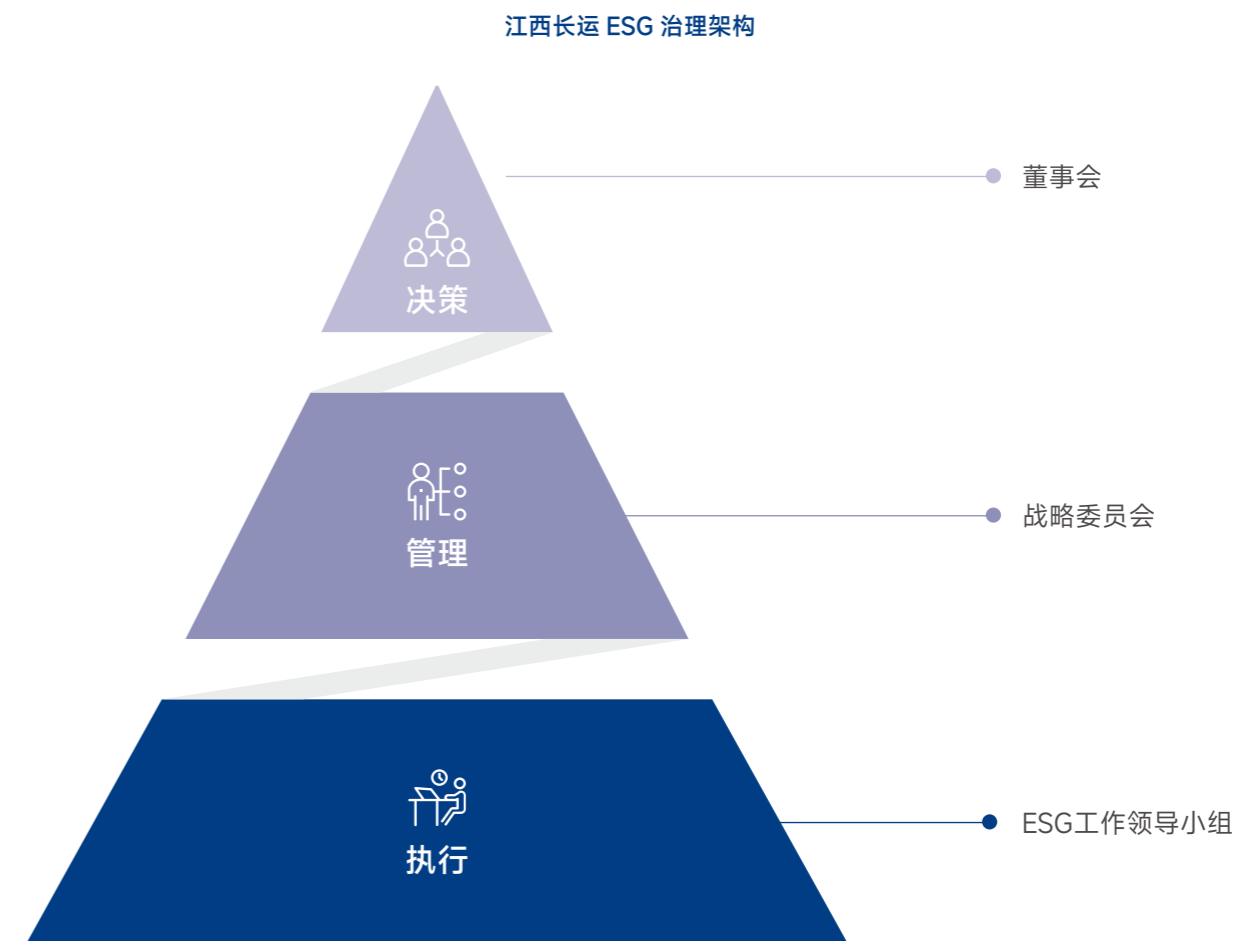 江西长运 ESG 治理架构
董事会
决策
战略委员会
管理
ESG工作领导小组
执行